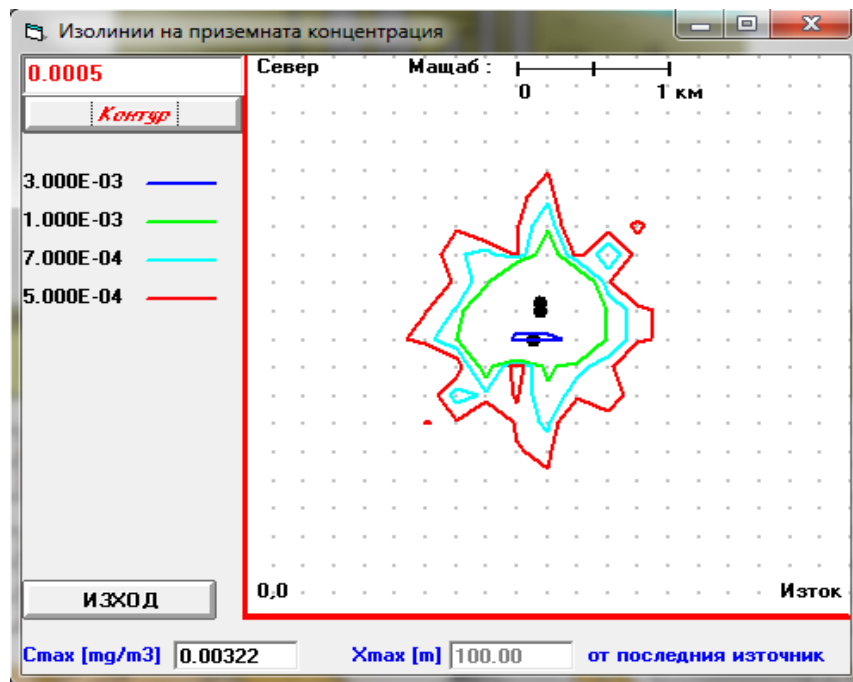 Изолинии на приземната концентрация
0.0005
Контур
3.000E-03
1.000E-03
7.000E-04
5.000E-04
ИЗХОД
Север
Мащаб :
0
1 км
0,0
Изток
Cmax [mg/m3] 0.00322
Xmax [m] 100.00 от последния източник